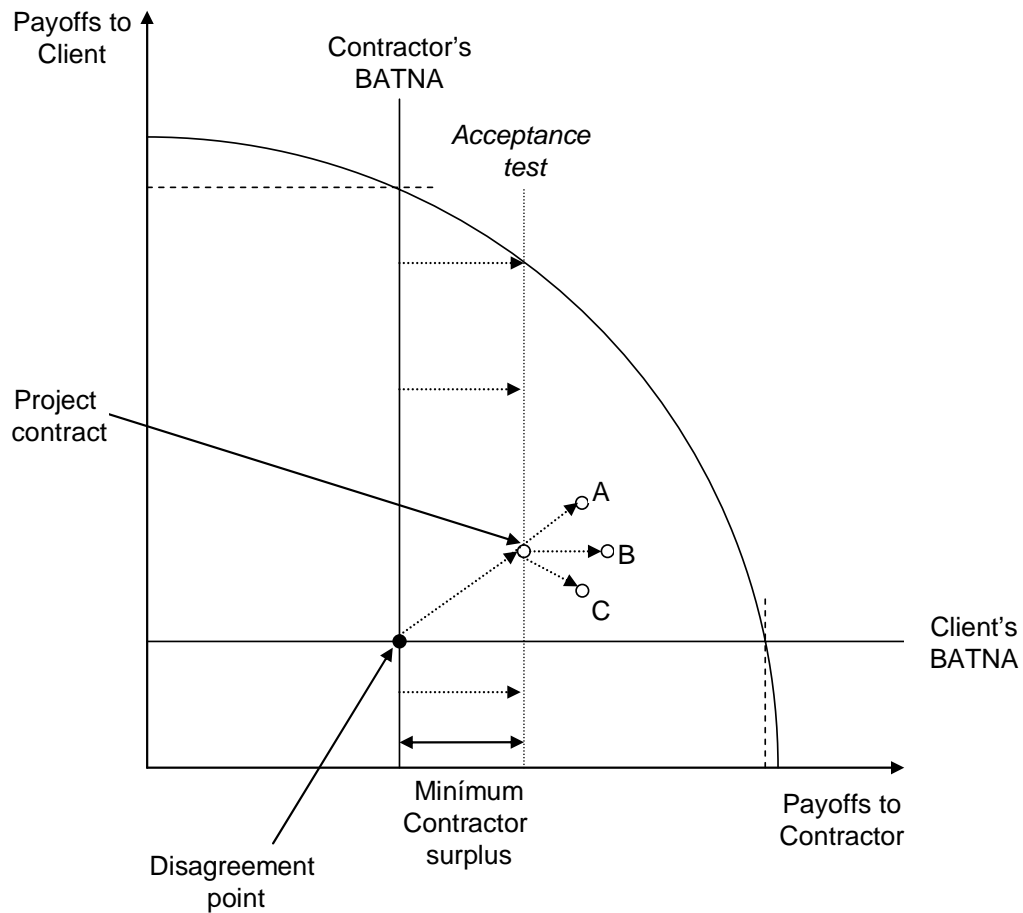 Payoffs to
Client
Contractor's
BATNA
Acceptance
test
Project
contract
A
B
C
Client's
BATNA
Minímum
Contractor
surplus
Payoffs to
Contractor
Disagreement
point